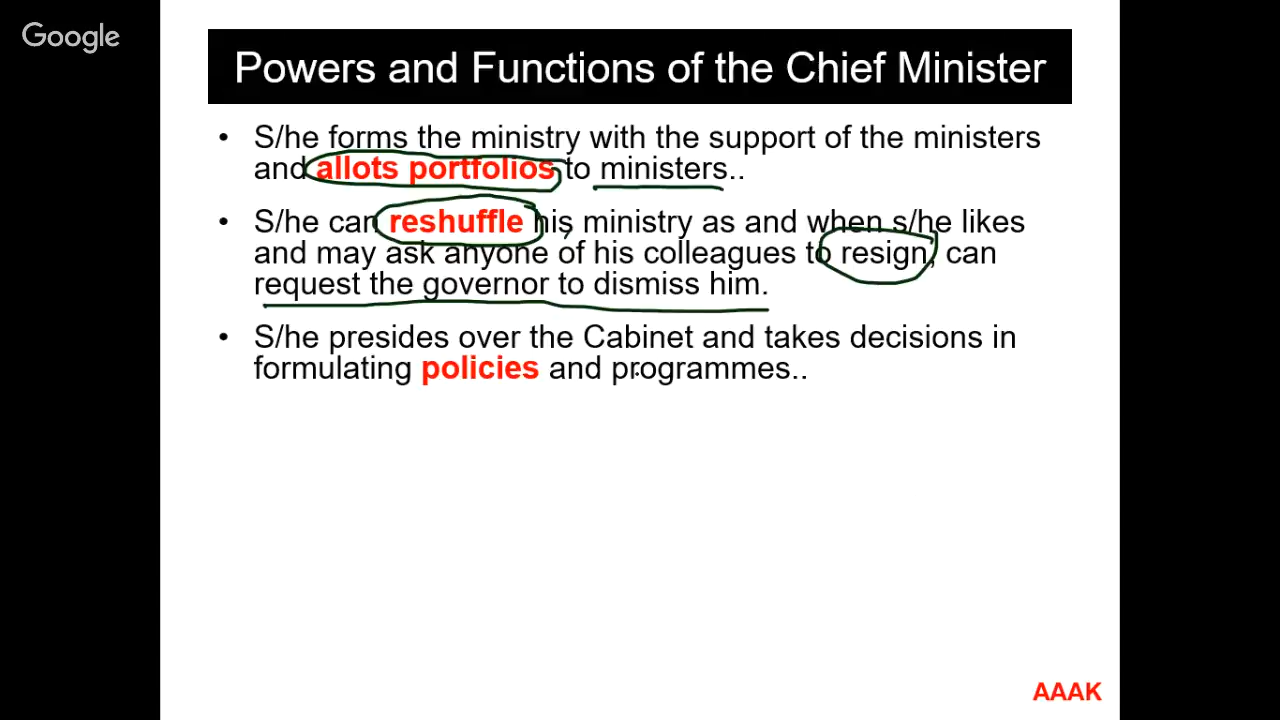 Google
Powers and Functions of the Chief Minister
• S/he forms the ministry with the support of the ministers
and allots portfolios to ministers..
• S/he can reshuffle his ministry as and when s/he likes
and may ask anyone of his colleagues to resign, can
request the governor to dismiss him.
• S/he presides over the Cabinet and takes decisions in
formulating policies and programmes..
AAAK